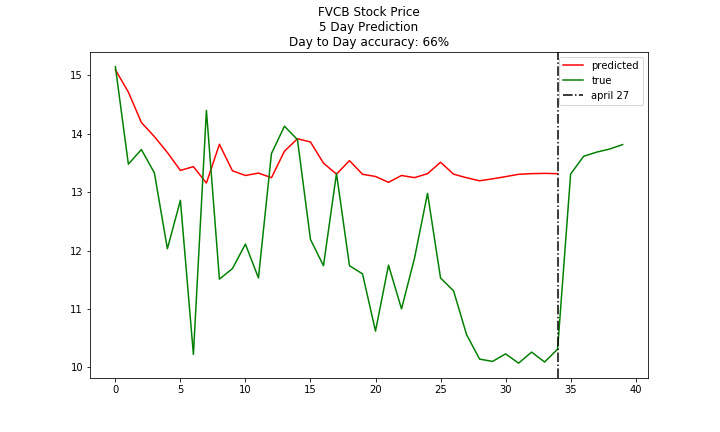 FVCB Stock Price
5 Day Prediction
Day to Day accuracy: 66%
predicted
true
april 27
15
14
13
12
11
10
0 5 10 15 20 25 30 35 40